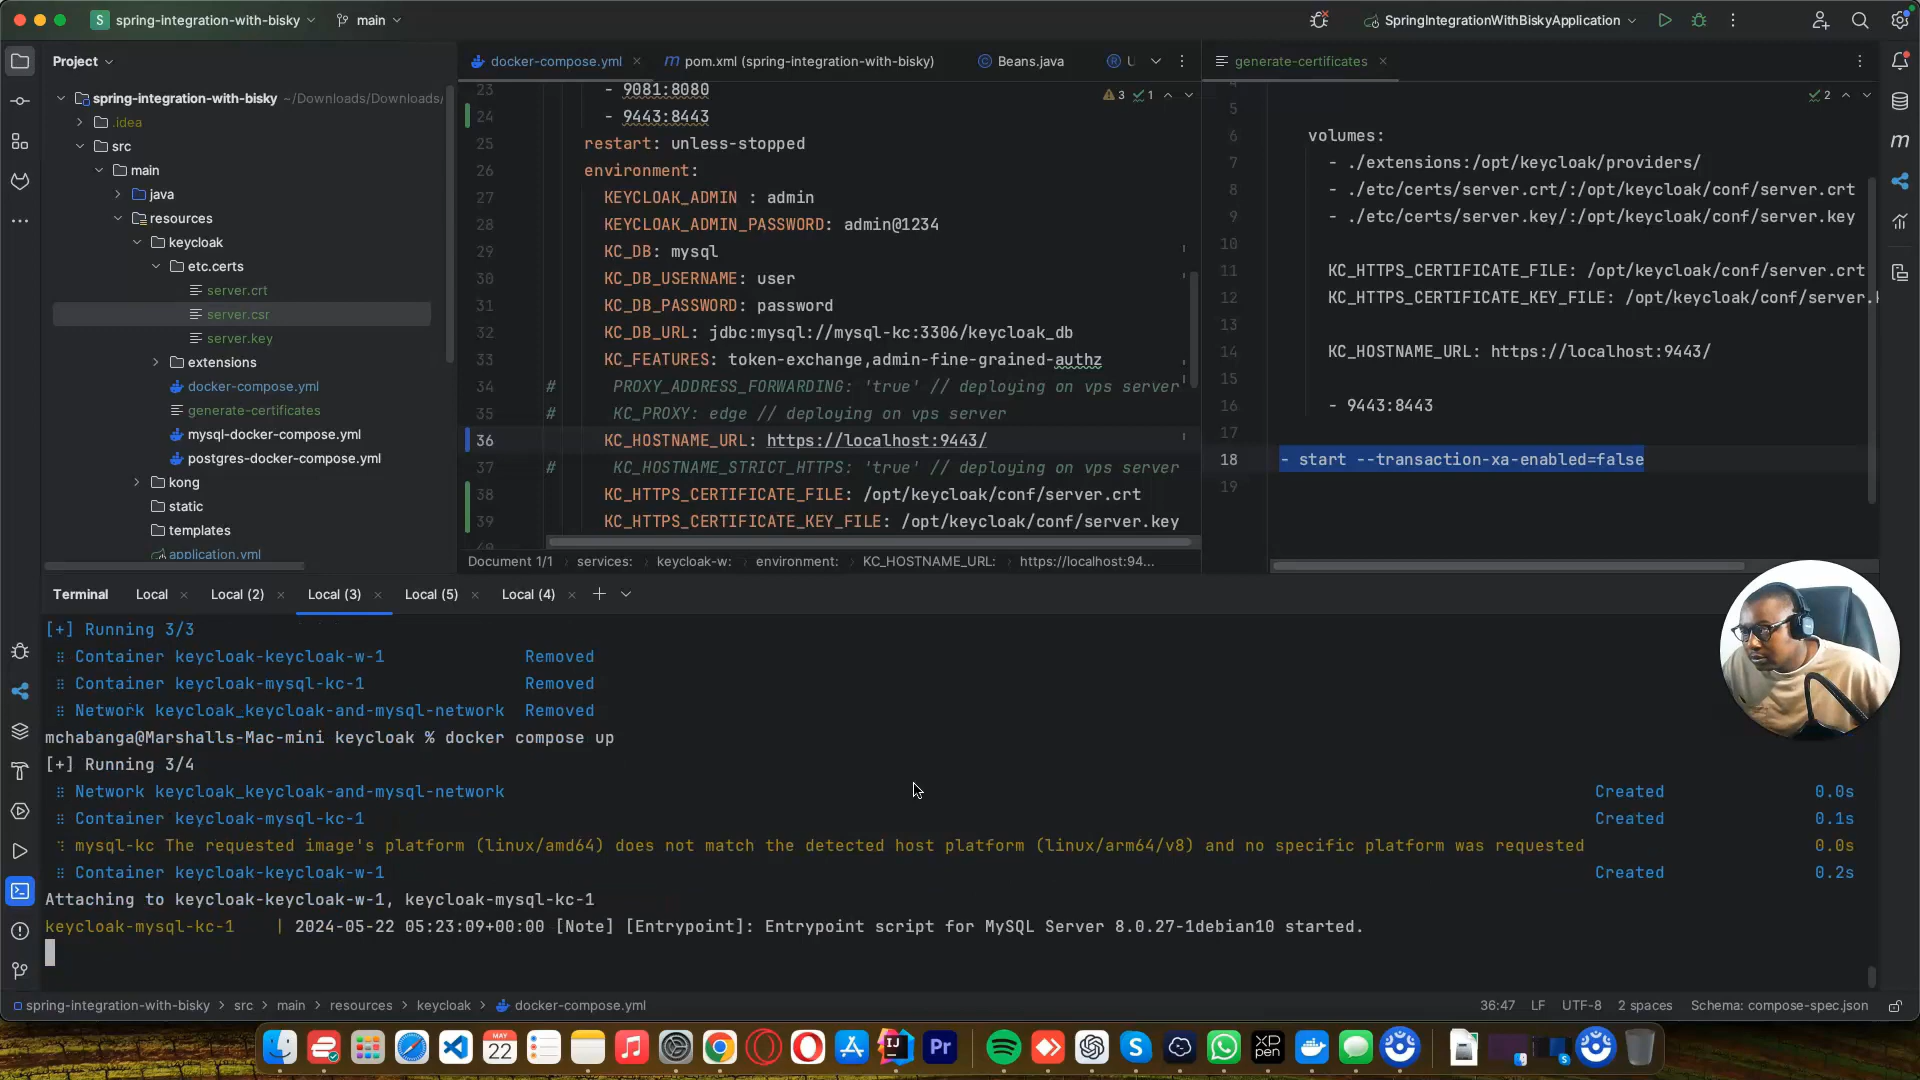 S spring-integration-with-bisky
main
SpringIntegrationWithBiskyApplication
Project
spring-integration-with-bisky ~/Downloads/Downloads/
.idea
src
main
java
resources
keycloak
etc.certs
server.crt
server.csr
server.key
extensions
docker-compose.yml
generate-certificates
mysql-docker-compose.yml
postgres-docker-compose.yml
kong
static
templates
application.yml
docker-compose.yml
pom.xml (spring-integration-with-bisky)
Beans.java
generate-certificates
3 1
23 - 9081:8080
24 - 9443:8443
25 restart: unless-stopped
26 environment:
27 KEYCLOAK_ADMIN : admin
28 KEYCLOAK_ADMIN_PASSWORD: admin@1234
29 KC_DB: mysql
30 KC_DB_USERNAME: user
31 KC_DB_PASSWORD: password
32 KC_DB_URL: jdbc:mysql://mysql-kc:3306/keycloak_db
33 KC_FEATURES: token-exchange,admin-fine-grained-authz
34 # PROXY_ADDRESS_FORWARDING: 'true' // deploying on vps server
35 # KC_PROXY: edge // deploying on vps server
36 KC_HOSTNAME_URL: https://localhost:9443/
37 # KC_HOSTNAME_STRICT_HTTPS: 'true' // deploying on vps server
38 KC_HTTPS_CERTIFICATE_FILE: /opt/keycloak/conf/server.crt
39 KC_HTTPS_CERTIFICATE_KEY_FILE: /opt/keycloak/conf/server.key
Document 1/1 services: keycloak-w: environment: KC_HOSTNAME_URL: https://localhost:94...
2
5
6 volumes:
7 - ./extensions:/opt/keycloak/providers/
8 - ./etc/certs/server.crt/:/opt/keycloak/conf/server.crt
9 - ./etc/certs/server.key/:/opt/keycloak/conf/server.key
10
11 KC_HTTPS_CERTIFICATE_FILE: /opt/keycloak/conf/server.crt
12 KC_HTTPS_CERTIFICATE_KEY_FILE: /opt/keycloak/conf/server.
13
14 KC_HOSTNAME_URL: https://localhost:9443/
15
16 - 9443:8443
17
18 - start --transaction-xa-enabled=false
19
Terminal Local Local (2) Local (3) Local (5) Local (4)
[+] Running 3/3
Container keycloak-keycloak-w-1 Removed
Container keycloak-mysql-kc-1 Removed
Network keycloak_keycloak-and-mysql-network Removed
mchabanga@Marshalls-Mac-mini keycloak % docker compose up
[+] Running 3/4
Network keycloak_keycloak-and-mysql-network Created 0.0s
Container keycloak-mysql-kc-1 Created 0.1s
mysql-kc The requested image's platform (linux/amd64) does not match the detected host platform (linux/arm64/v8) and no specific platform was requested 0.0s
Container keycloak-keycloak-w-1 Created 0.2s
Attaching to keycloak-keycloak-w-1, keycloak-mysql-kc-1
keycloak-mysql-kc-1 | 2024-05-22 05:23:09+00:00 [Note] [Entrypoint]: Entrypoint script for MySQL Server 8.0.27-1debian10 started.
spring-integration-with-bisky src main resources keycloak docker-compose.yml
36:47 LF UTF-8 2 spaces Schema: compose-spec.json
MAY
22
Pr
XP
PEN